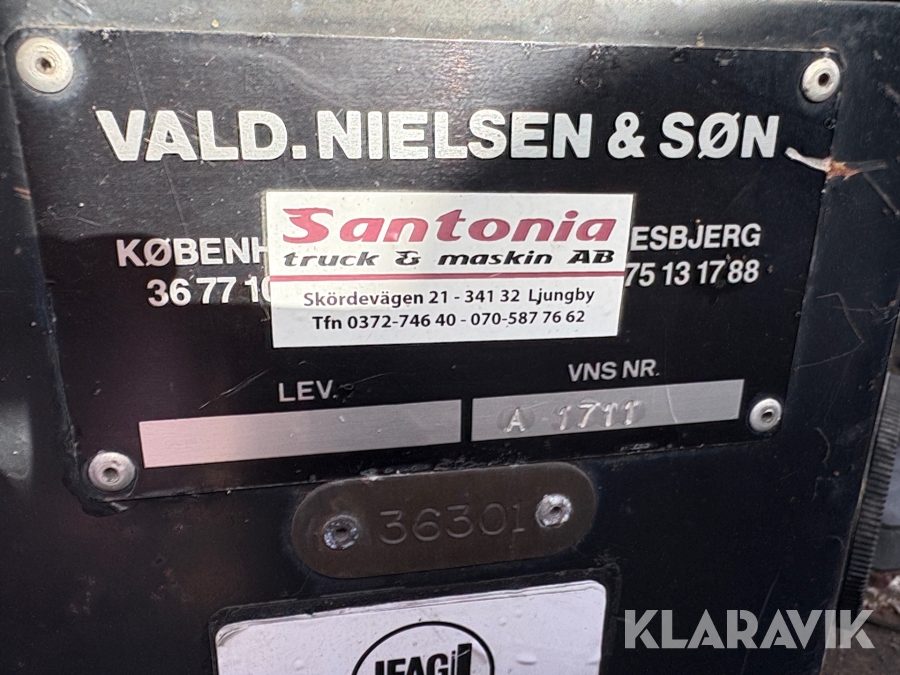 VALD. NIELSEN & SØN
Santonia
truck & maskin AB
Skördevägen 21 - 341 32 Ljungby
Tfn 0372-746 40 - 070-587 76 62
ESBJERG
36 77 1
75 13 17 88
LEV.
VNS NR.
A 1711
36301
KLARAVIK